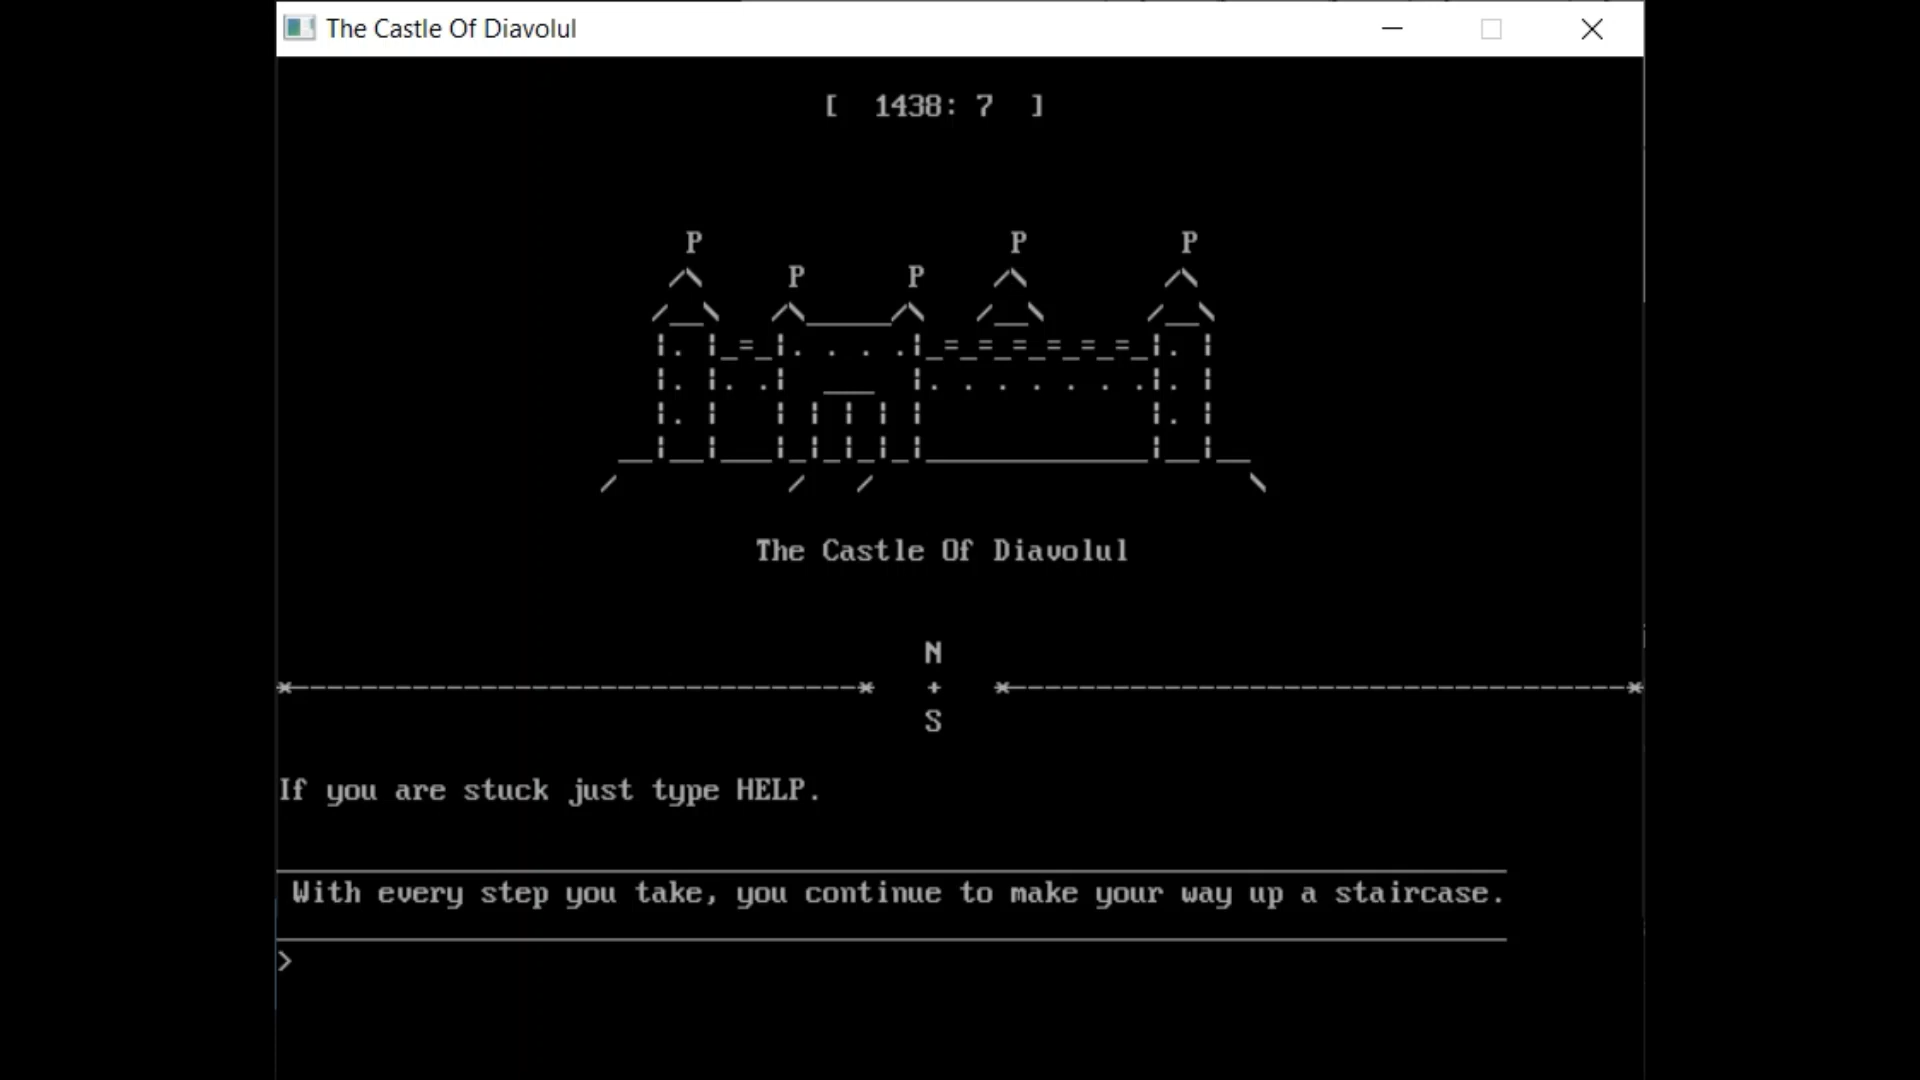 The Castle Of Diavolul
[ 1438: 7 ]
P P P
P P
The Castle Of Diavolul
N
*----------------------------------* + *-------------------------------------*
S
If you are stuck just type HELP.
With every step you take, you continue to make your way up a staircase.
>